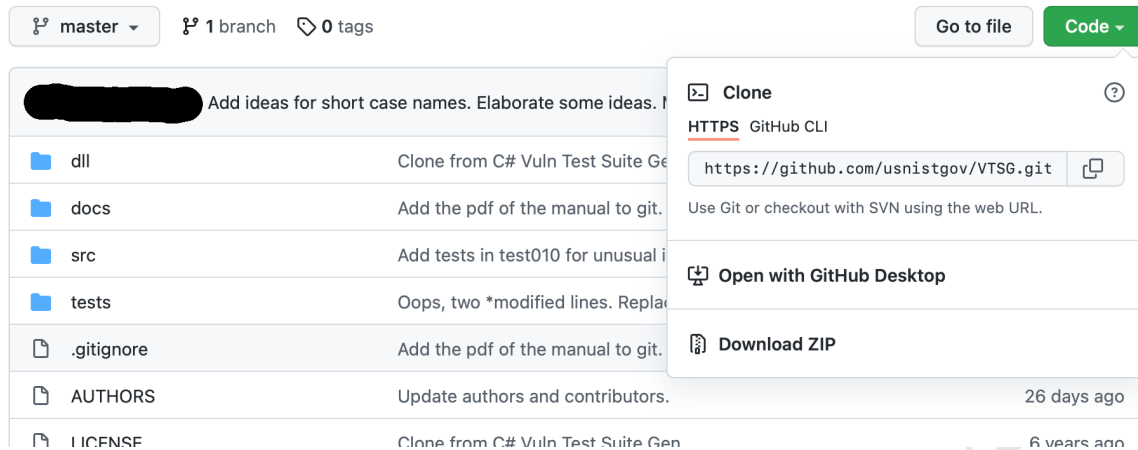 master 1 branch 0 tags Go to file Code
Add ideas for short case names. Elaborate some ideas.
Clone
HTTPS GitHub CLI
https://github.com/usnistgov/VTSG.git
Use Git or checkout with SVN using the web URL.
Open with GitHub Desktop
Download ZIP
dll Clone from C# Vuln Test Suite Ge
docs Add the pdf of the manual to git.
src Add tests in test010 for unusual i
tests Oops, two *modified lines. Repla
.gitignore Add the pdf of the manual to git.
AUTHORS Update authors and contributors. 26 days ago
LICENSE Clone from C# Vuln Test Suite Gen 6 years ago